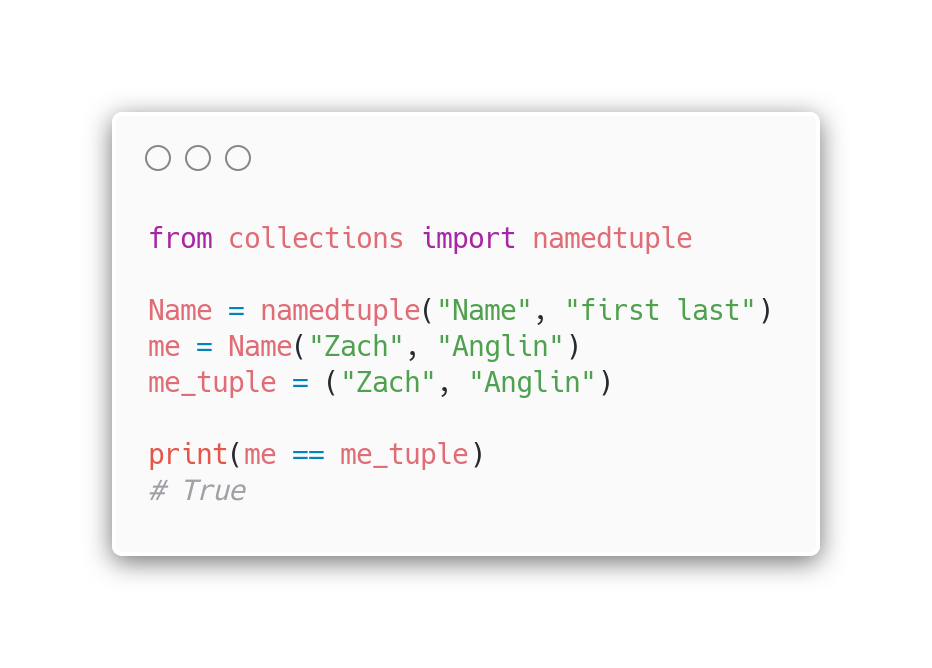 from collections import namedtuple
Name = namedtuple("Name", "first last")
me = Name("Zach", "Anglin")
me_tuple = ("Zach", "Anglin")
print(me == me_tuple)
# True